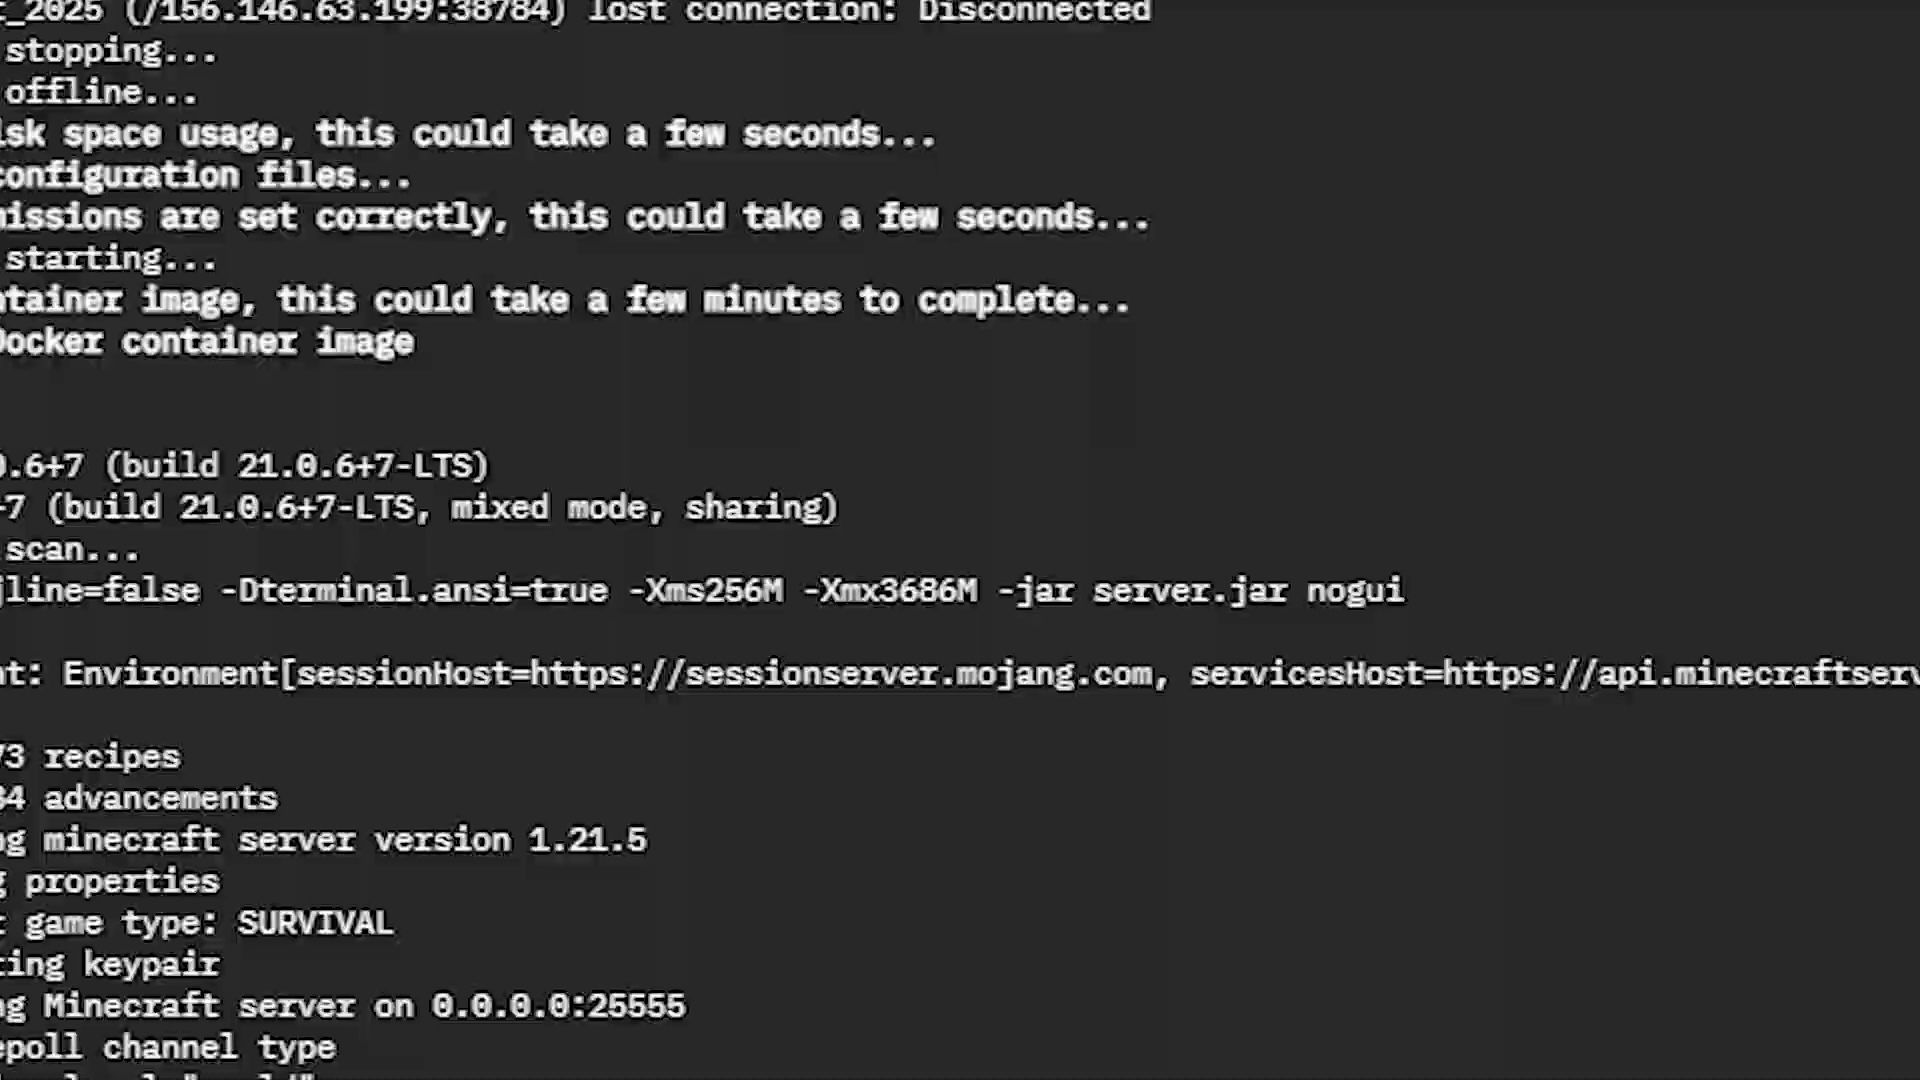 _2025 (/156.146.63.199:38784) lost connection: Disconnected
stopping...
offline...
isk space usage, this could take a few seconds...
configuration files...
missions are set correctly, this could take a few seconds...
starting...
ntainer image, this could take a few minutes to complete...
Docker container image
0.6+7 (build 21.0.6+7-LTS)
+7 (build 21.0.6+7-LTS, mixed mode, sharing)
scan...
jline=false -Dterminal.ansi=true -Xms256M -Xmx3686M -jar server.jar nogui
nt: Environment[sessionHost=https://sessionserver.mojang.com, servicesHost=https://api.minecraftserv
73 recipes
34 advancements
ng minecraft server version 1.21.5
g properties
t game type: SURVIVAL
ting keypair
ng Minecraft server on 0.0.0.0:25555
epoll channel type